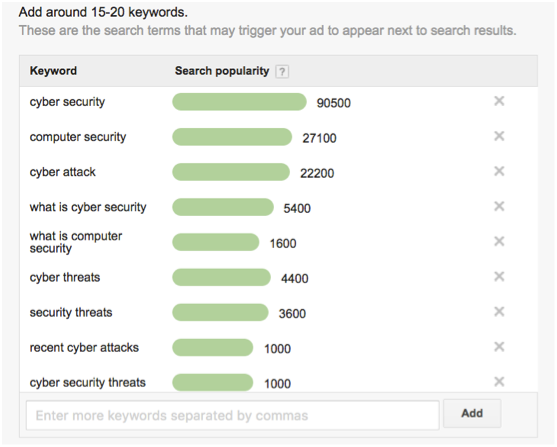 Add around 15-20 keywords.
These are the search terms that may trigger your ad to appear next to search results.
Keyword Search popularity ?
cyber security 90500
computer security 27100
cyber attack 22200
what is cyber security 5400
what is computer
security 1600
cyber threats 4400
security threats 3600
recent cyber attacks 1000
cyber security threats 1000
Enter more keywords separated by commas Add